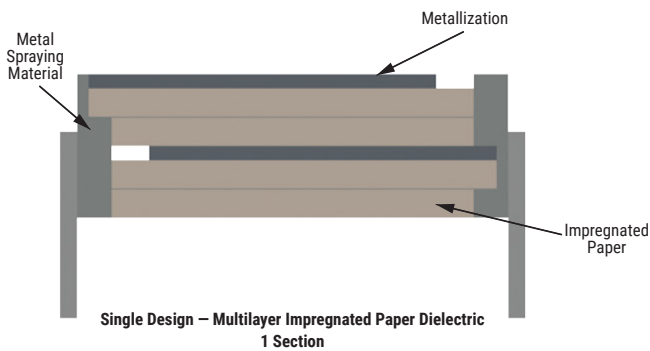 Metallization
Metal
Spraying
Material
Impregnated
Paper
Single Design — Multilayer Impregnated Paper Dielectric
1 Section